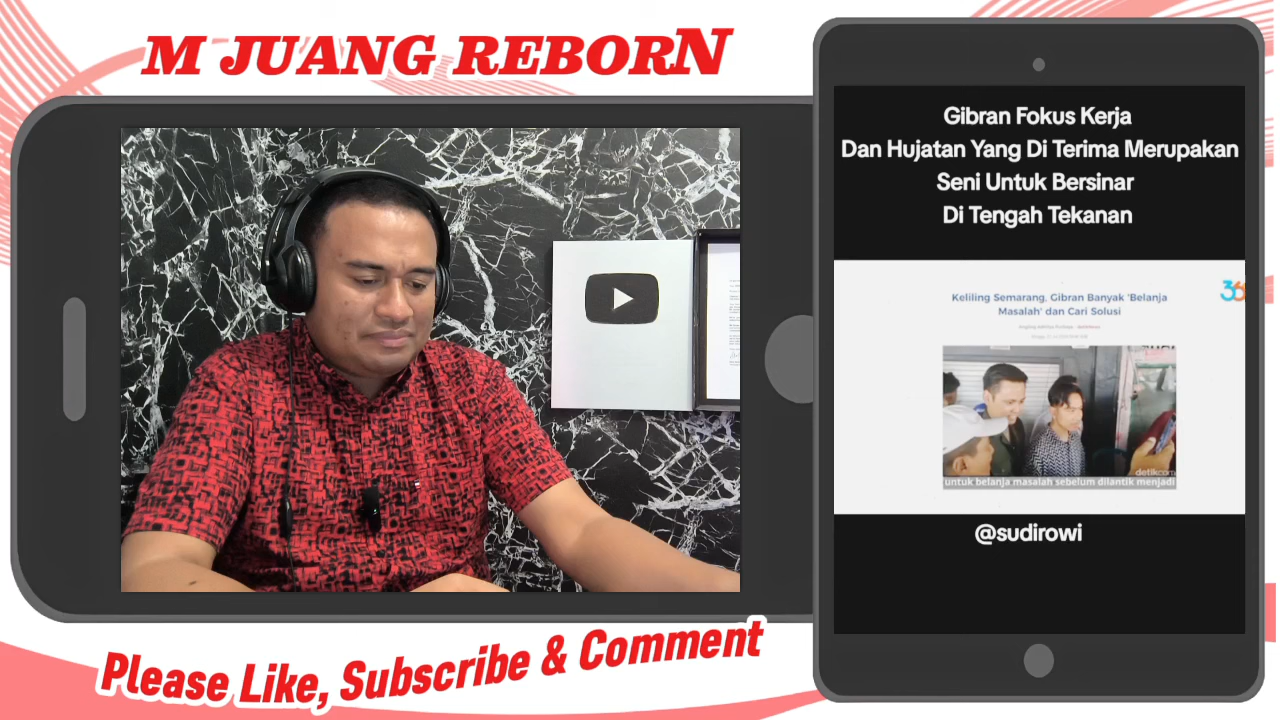 M JUANG REBORN
Gibran Fokus Kerja
Dan Hujatan Yang Di Terima Merupakan
Seni Untuk Bersinar
Di Tengah Tekanan
Keliling Semarang, Gibran Banyak 'Belanja
Masalah' dan Cari Solusi
detikcom
untuk belanja masalah sebelum dilantik menjadi
@sudirowi
Please Like, Subscribe & Comment